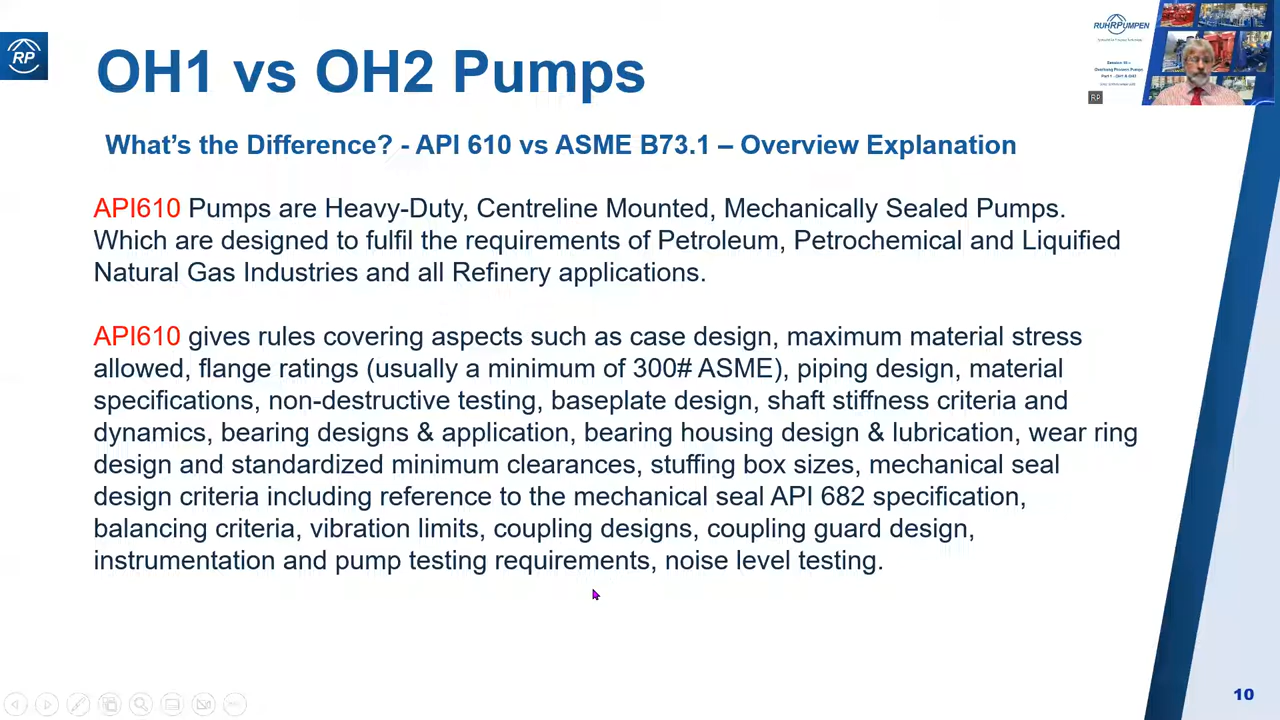 RP
OH1 vs OH2 Pumps
RUHRPUMPEN
What's the Difference? - API 610 vs ASME B73.1 – Overview Explanation
API610 Pumps are Heavy-Duty, Centreline Mounted, Mechanically Sealed Pumps.
Which are designed to fulfil the requirements of Petroleum, Petrochemical and Liquified
Natural Gas Industries and all Refinery applications.
API610 gives rules covering aspects such as case design, maximum material stress
allowed, flange ratings (usually a minimum of 300# ASME), piping design, material
specifications, non-destructive testing, baseplate design, shaft stiffness criteria and
dynamics, bearing designs & application, bearing housing design & lubrication, wear ring
design and standardized minimum clearances, stuffing box sizes, mechanical seal
design criteria including reference to the mechanical seal API 682 specification,
balancing criteria, vibration limits, coupling designs, coupling guard design,
instrumentation and pump testing requirements, noise level testing.
10